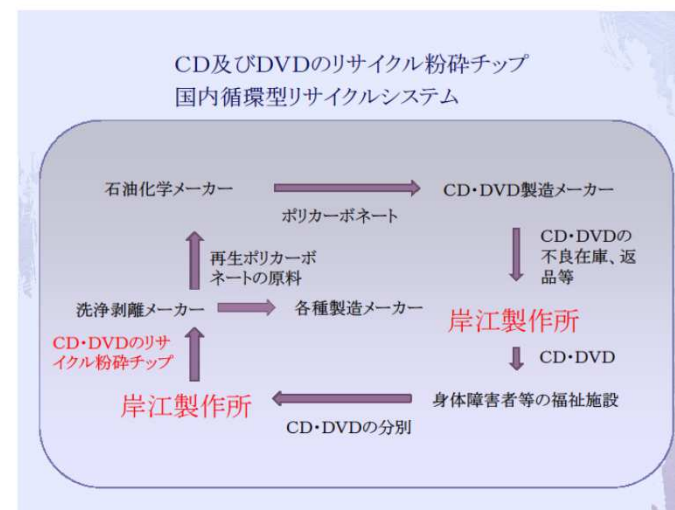 CD及びDVDのリサイクル粉砕チップ
国内循環型リサイクルシステム
石油化学メーカー
CD・DVD製造メーカー
ポリカーボネート
CD・DVDの
不良在庫、返
品等
再生ポリカーボ
ネートの原料
洗浄剥離メーカー
各種製造メーカー
岸江製作所
CD・DVDのリサ
イクル粉砕チップ
CD・DVD
岸江製作所
身体障害者等の福祉施設
CD・DVDの分別